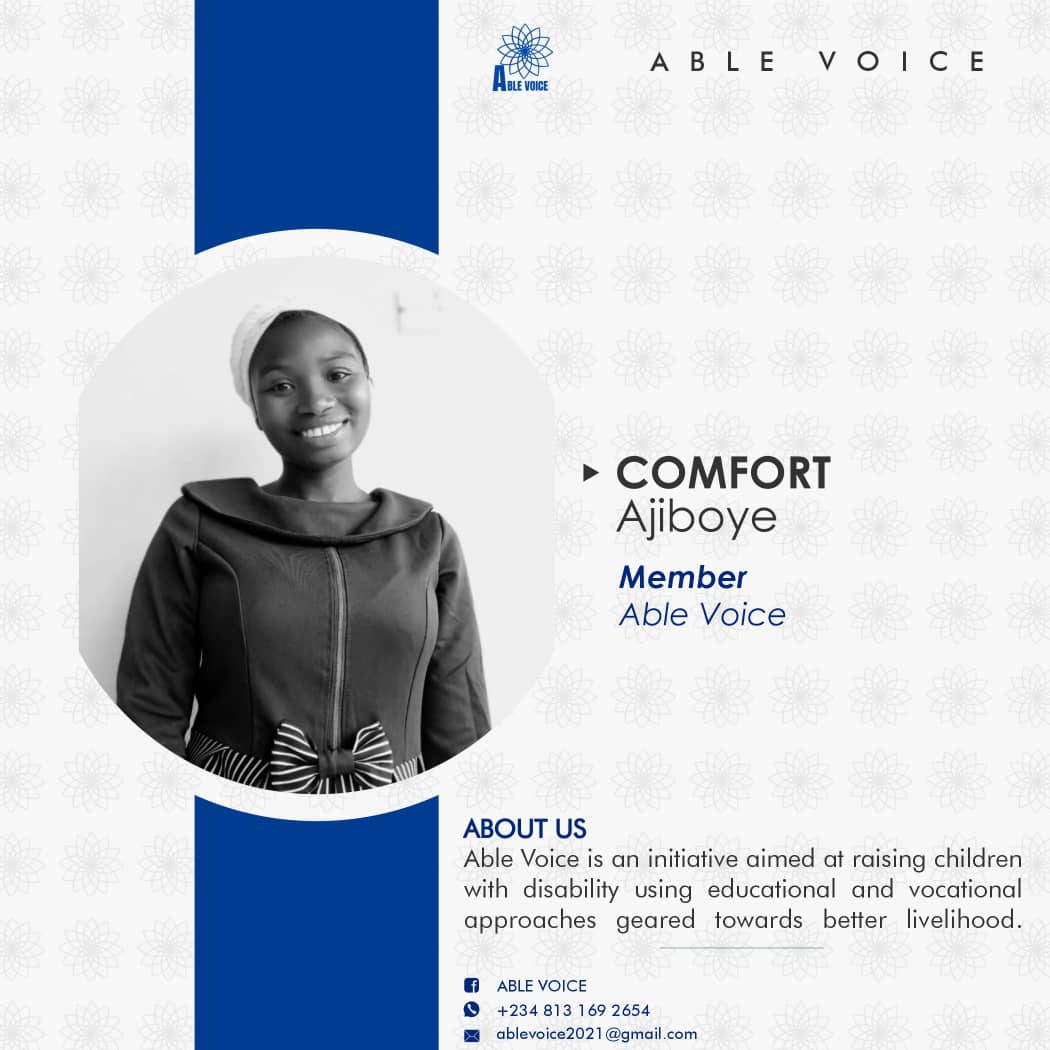 ABLE VOICE
ABLE VOICE
COMFORT
Ajiboye
Member
Able Voice
ABOUT US
Able Voice is an initiative aimed at raising children
with disability using educational and vocational
approaches geared towards better livelihood.
ABLE VOICE
+234 813 169 2654
ablevoice2021@gmail.com